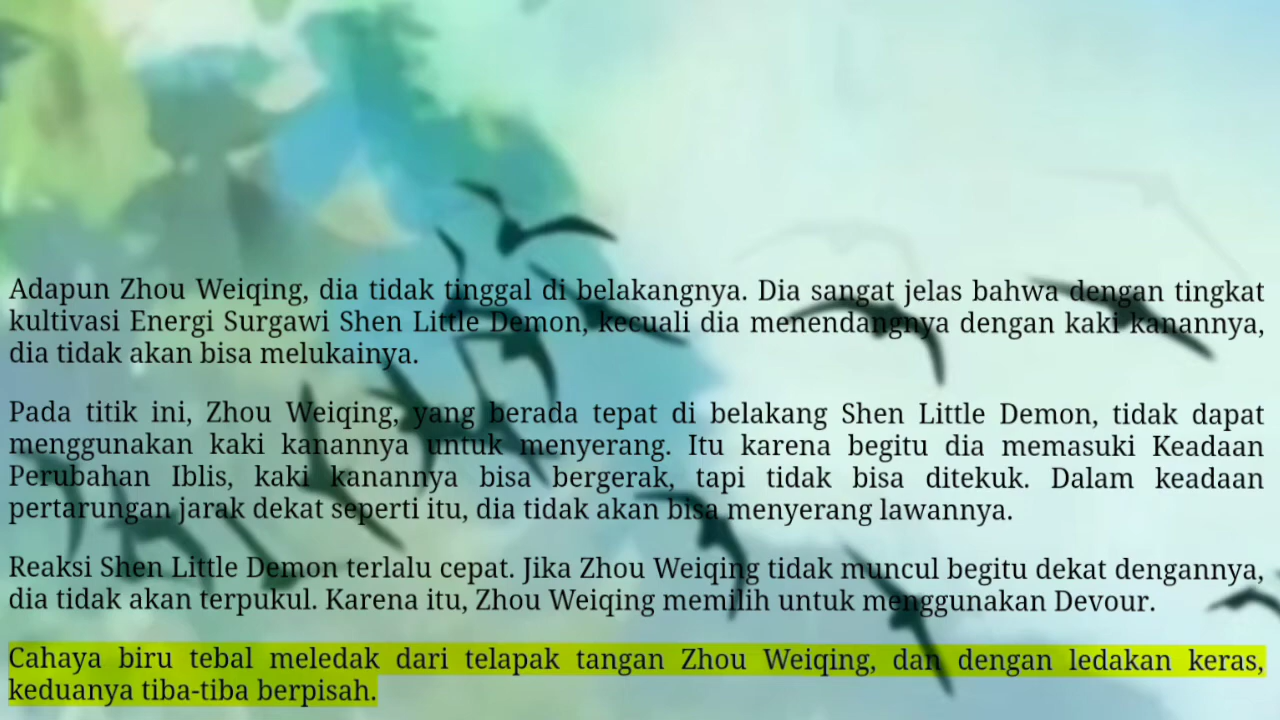 Adapun Zhou Weiqing, dia tidak tinggal di belakangnya. Dia sangat jelas bahwa dengan tingkat
kultivasi Energi Surgawi Shen Little Demon, kecuali dia menendangnya dengan kaki kanannya,
dia tidak akan bisa melukainya.
Pada titik ini, Zhou Weiqing, yang berada tepat di belakang Shen Little Demon, tidak dapat
menggunakan kaki kanannya untuk menyerang. Itu karena begitu dia memasuki Keadaan
Perubahan Iblis, kaki kanannya bisa bergerak, tapi tidak bisa ditekuk. Dalam keadaan
pertarungan jarak dekat seperti itu, dia tidak akan bisa menyerang lawannya.
Reaksi Shen Little Demon terlalu cepat. Jika Zhou Weiqing tidak muncul begitu dekat dengannya,
dia tidak akan terpukul. Karena itu, Zhou Weiqing memilih untuk menggunakan Devour.
Cahaya biru tebal meledak dari telapak tangan Zhou Weiqing, dan dengan ledakan keras,
keduanya tiba-tiba berpisah.